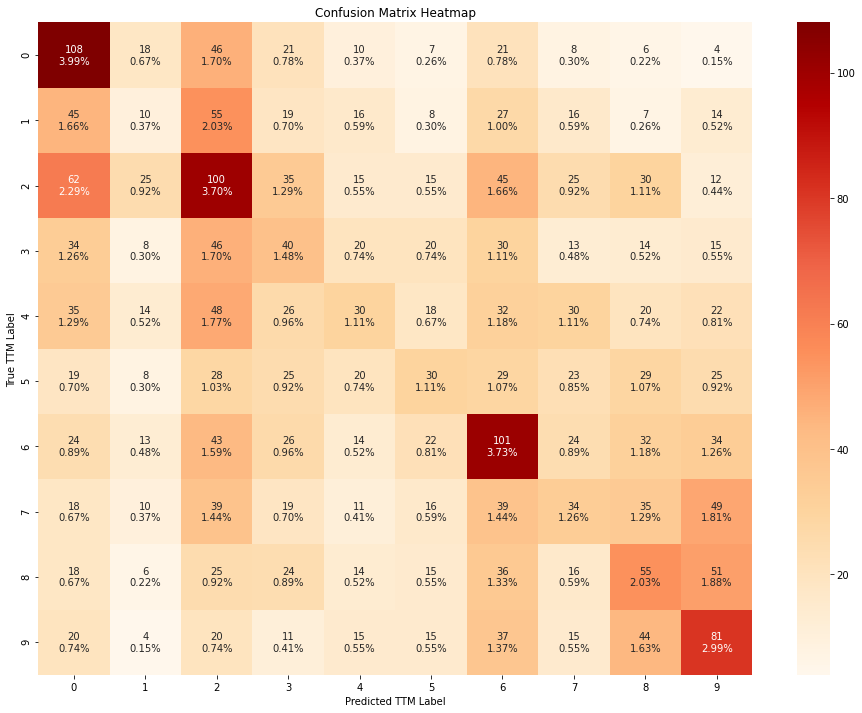 Confusion Matrix Heatmap
0
108 18 46 21 10 7 21 8 6 4
3.99% 0.67% 1.70% 0.78% 0.37% 0.26% 0.78% 0.30% 0.22% 0.15%
1
45 10 55 19 16 8 27 16 7 14
1.66% 0.37% 2.03% 0.70% 0.59% 0.30% 1.00% 0.59% 0.26% 0.52%
2
62 25 100 35 15 15 45 25 30 12
2.29% 0.92% 3.70% 1.29% 0.55% 0.55% 1.66% 0.92% 1.11% 0.44%
3
34 8 46 40 20 20 30 13 14 15
1.26% 0.30% 1.70% 1.48% 0.74% 0.74% 1.11% 0.48% 0.52% 0.55%
4
35 14 48 26 30 18 32 30 20 22
1.29% 0.52% 1.77% 0.96% 1.11% 0.67% 1.18% 1.11% 0.74% 0.81%
5
19 8 28 25 20 30 29 23 29 25
0.70% 0.30% 1.03% 0.92% 0.74% 1.11% 1.07% 0.85% 1.07% 0.92%
6
24 13 43 26 14 22 101 24 32 34
0.89% 0.48% 1.59% 0.96% 0.52% 0.81% 3.73% 0.89% 1.18% 1.26%
7
18 10 39 19 11 16 39 34 35 49
0.67% 0.37% 1.44% 0.70% 0.41% 0.59% 1.44% 1.26% 1.29% 1.81%
8
18 6 25 24 14 15 36 16 55 51
0.67% 0.22% 0.92% 0.89% 0.52% 0.55% 1.33% 0.59% 2.03% 1.88%
9
20 4 20 11 15 15 37 15 44 81
0.74% 0.15% 0.74% 0.41% 0.55% 0.55% 1.37% 0.55% 1.63% 2.99%
0 1 2 3 4 5 6 7 8 9
Predicted TTM Label
True TTM Label
100
80
60
40
20